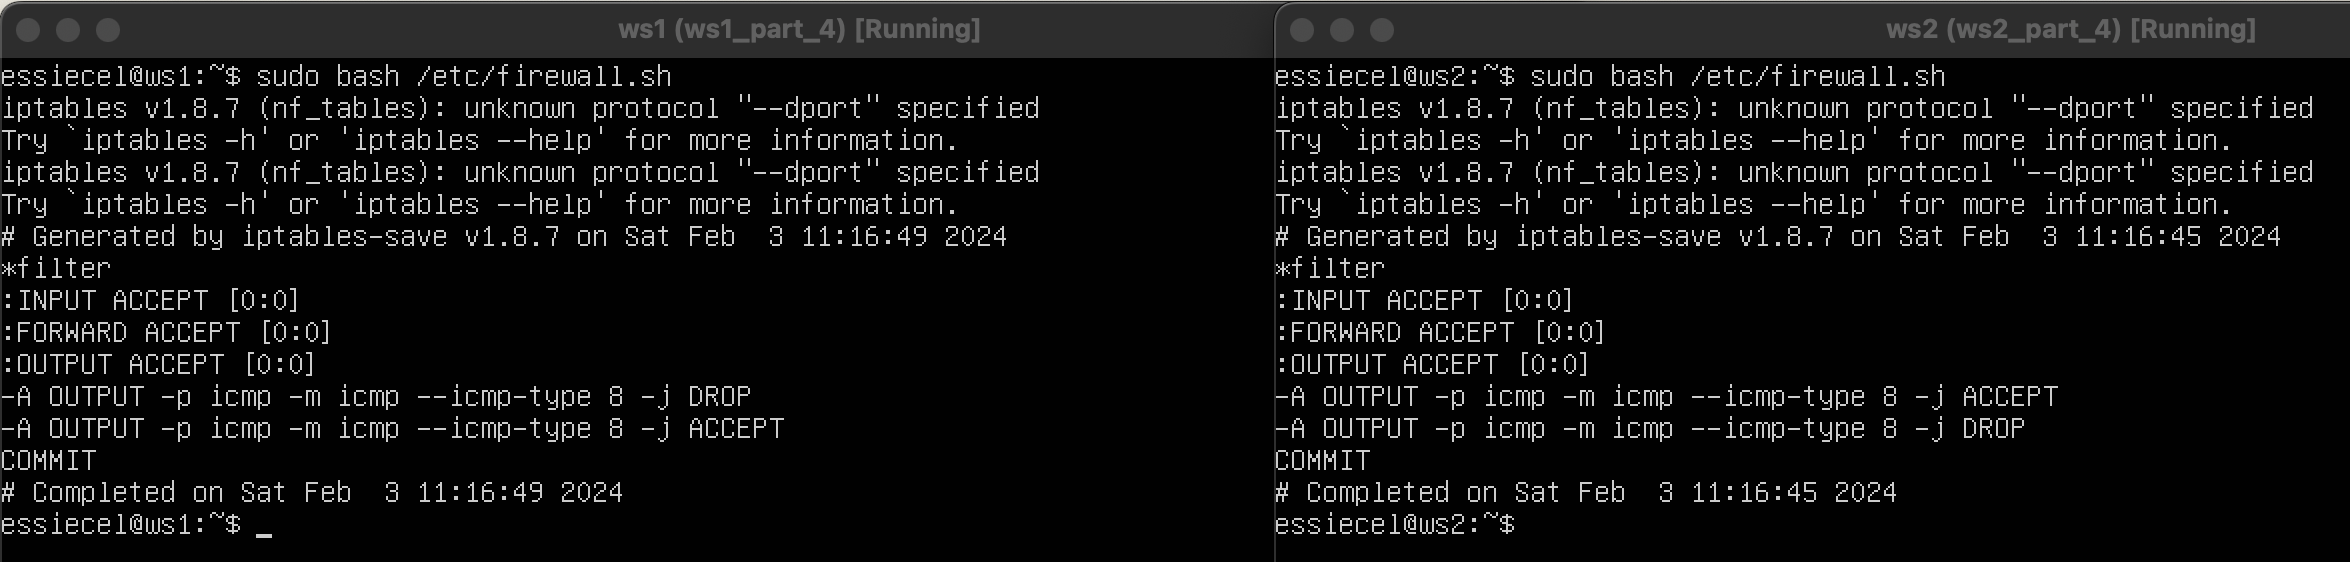 ws1 (ws1_part_4) [Running]
essiecel@ws1:~$ sudo bash /etc/firewall.sh
iptables v1.8.7 (nf_tables): unknown protocol "--dport" specified
Try `iptables -h' or 'iptables --help' for more information.
iptables v1.8.7 (nf_tables): unknown protocol "--dport" specified
Try `iptables -h' or 'iptables --help' for more information.
# Generated by iptables-save v1.8.7 on Sat Feb  3 11:16:49 2024
*filter
:INPUT ACCEPT [0:0]
:FORWARD ACCEPT [0:0]
:OUTPUT ACCEPT [0:0]
-A OUTPUT -p icmp -m icmp --icmp-type 8 -j DROP
-A OUTPUT -p icmp -m icmp --icmp-type 8 -j ACCEPT
COMMIT
# Completed on Sat Feb  3 11:16:49 2024
essiecel@ws1:~$ _
ws2 (ws2_part_4) [Running]
essiecel@ws2:~$ sudo bash /etc/firewall.sh
iptables v1.8.7 (nf_tables): unknown protocol "--dport" specified
Try `iptables -h' or 'iptables --help' for more information.
iptables v1.8.7 (nf_tables): unknown protocol "--dport" specified
Try `iptables -h' or 'iptables --help' for more information.
# Generated by iptables-save v1.8.7 on Sat Feb  3 11:16:45 2024
*filter
:INPUT ACCEPT [0:0]
:FORWARD ACCEPT [0:0]
:OUTPUT ACCEPT [0:0]
-A OUTPUT -p icmp -m icmp --icmp-type 8 -j ACCEPT
-A OUTPUT -p icmp -m icmp --icmp-type 8 -j DROP
COMMIT
# Completed on Sat Feb  3 11:16:45 2024
essiecel@ws2:~$